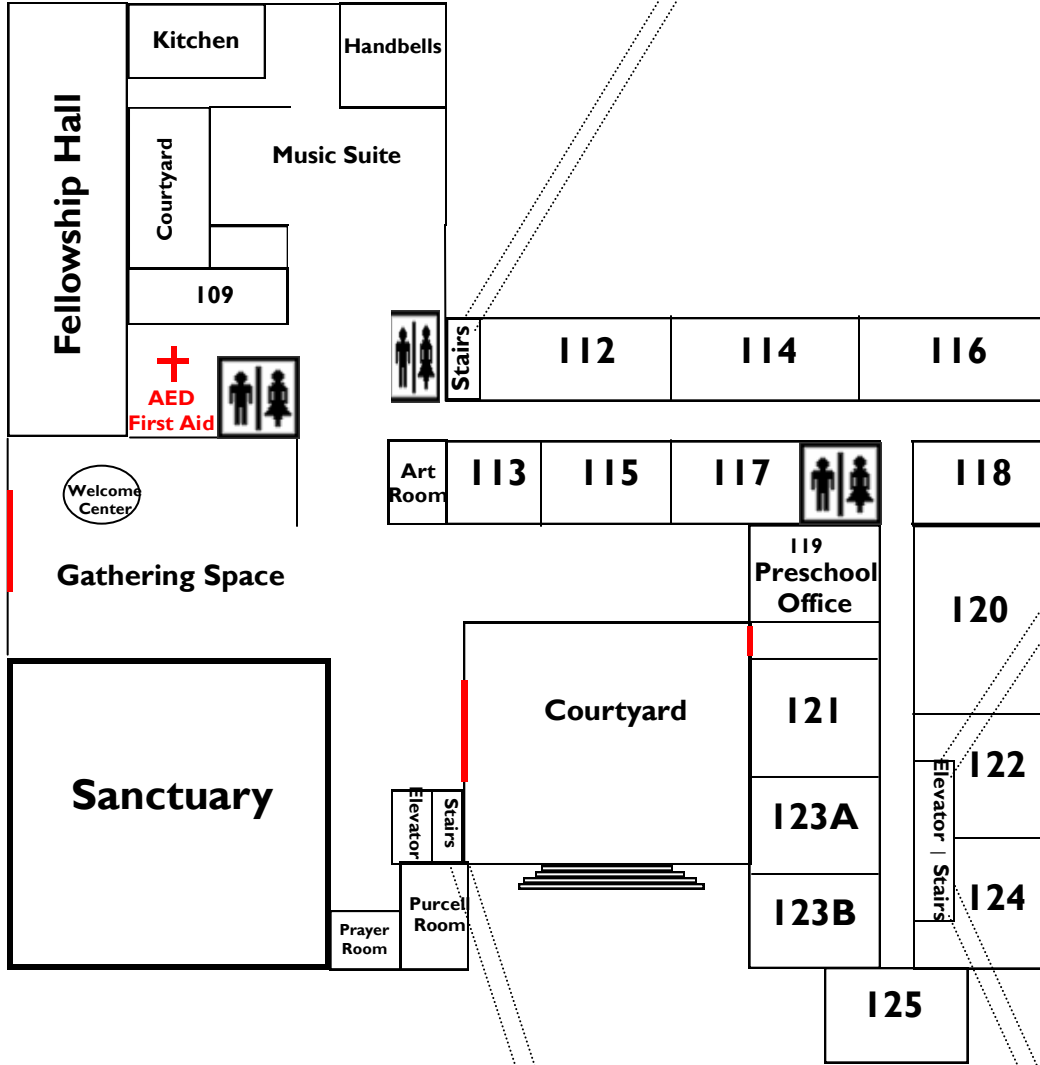 Kitchen
Handbells
Fellowship Hall
Courtyard
Music Suite
109
AED
First Aid
Stairs
112
114
116
Art
Room
113
115
117
118
Welcome
Center
Gathering Space
119
Preschool
Office
120
Courtyard
121
122
Sanctuary
Elevator
Stairs
123A
Elevator | Stairs
124
Purcell
Room
Prayer
Room
123B
125